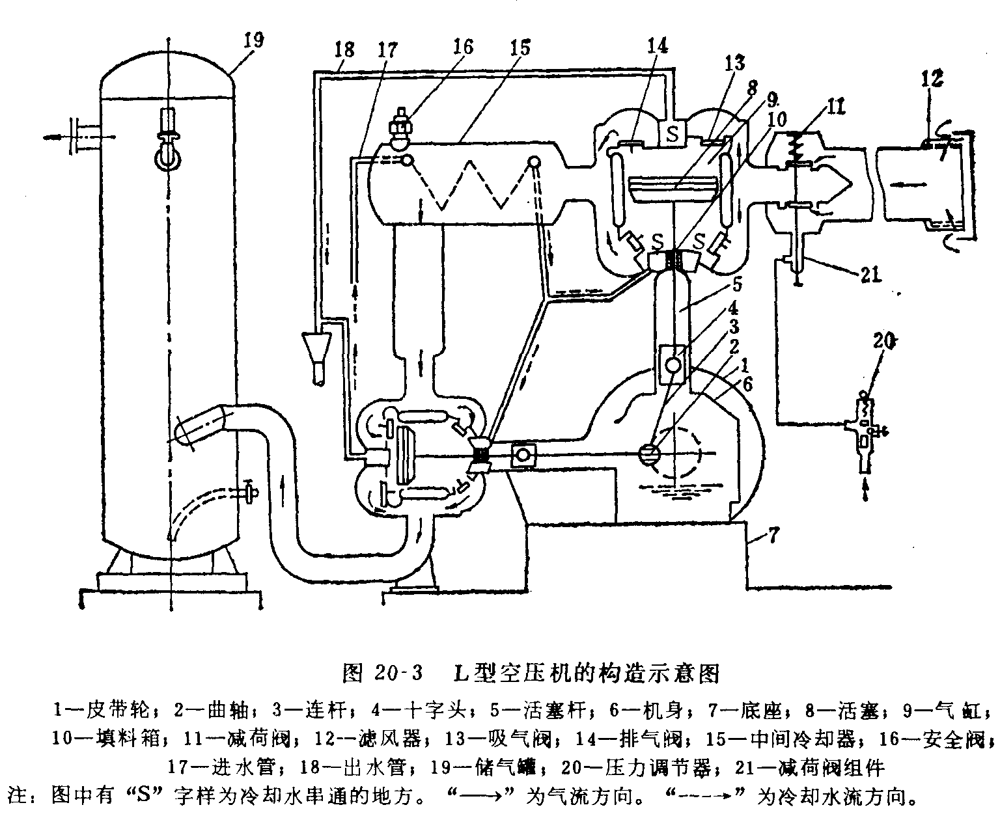 19
18
17
16
15
14
13
8
9
10
11
12
S
S
S
21
5
4
3
2
1
6
20
7
图 20-3 L型空压机的构造示意图
1—皮带轮；2—曲轴；3—连杆；4—十字头；5—活塞杆；6—机身；7—底座；8—活塞；9—气缸；
10—填料箱；11—减荷阀；12—滤风器；13—吸气阀；14—排气阀；15—中间冷却器；16—安全阀；
17—进水管；18—出水管；19—储气罐；20—压力调节器；21—减荷阀组件
注：图中有“S”字样为冷却水串通的地方。“—→”为气流方向。“----→”为冷却水流方向。